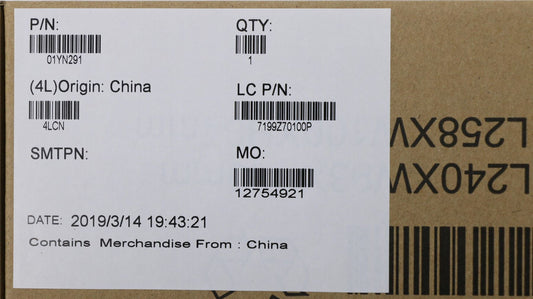 P/N:
QTY:
01YN291
1
(4L)Origin: China
LC P/N:
4LCN
7199Z70100P
SMTPN:
MO:
12754921
DATE: 2019/3/14 19:43:21
Contains Merchandise From : China
L258XV
L240XW